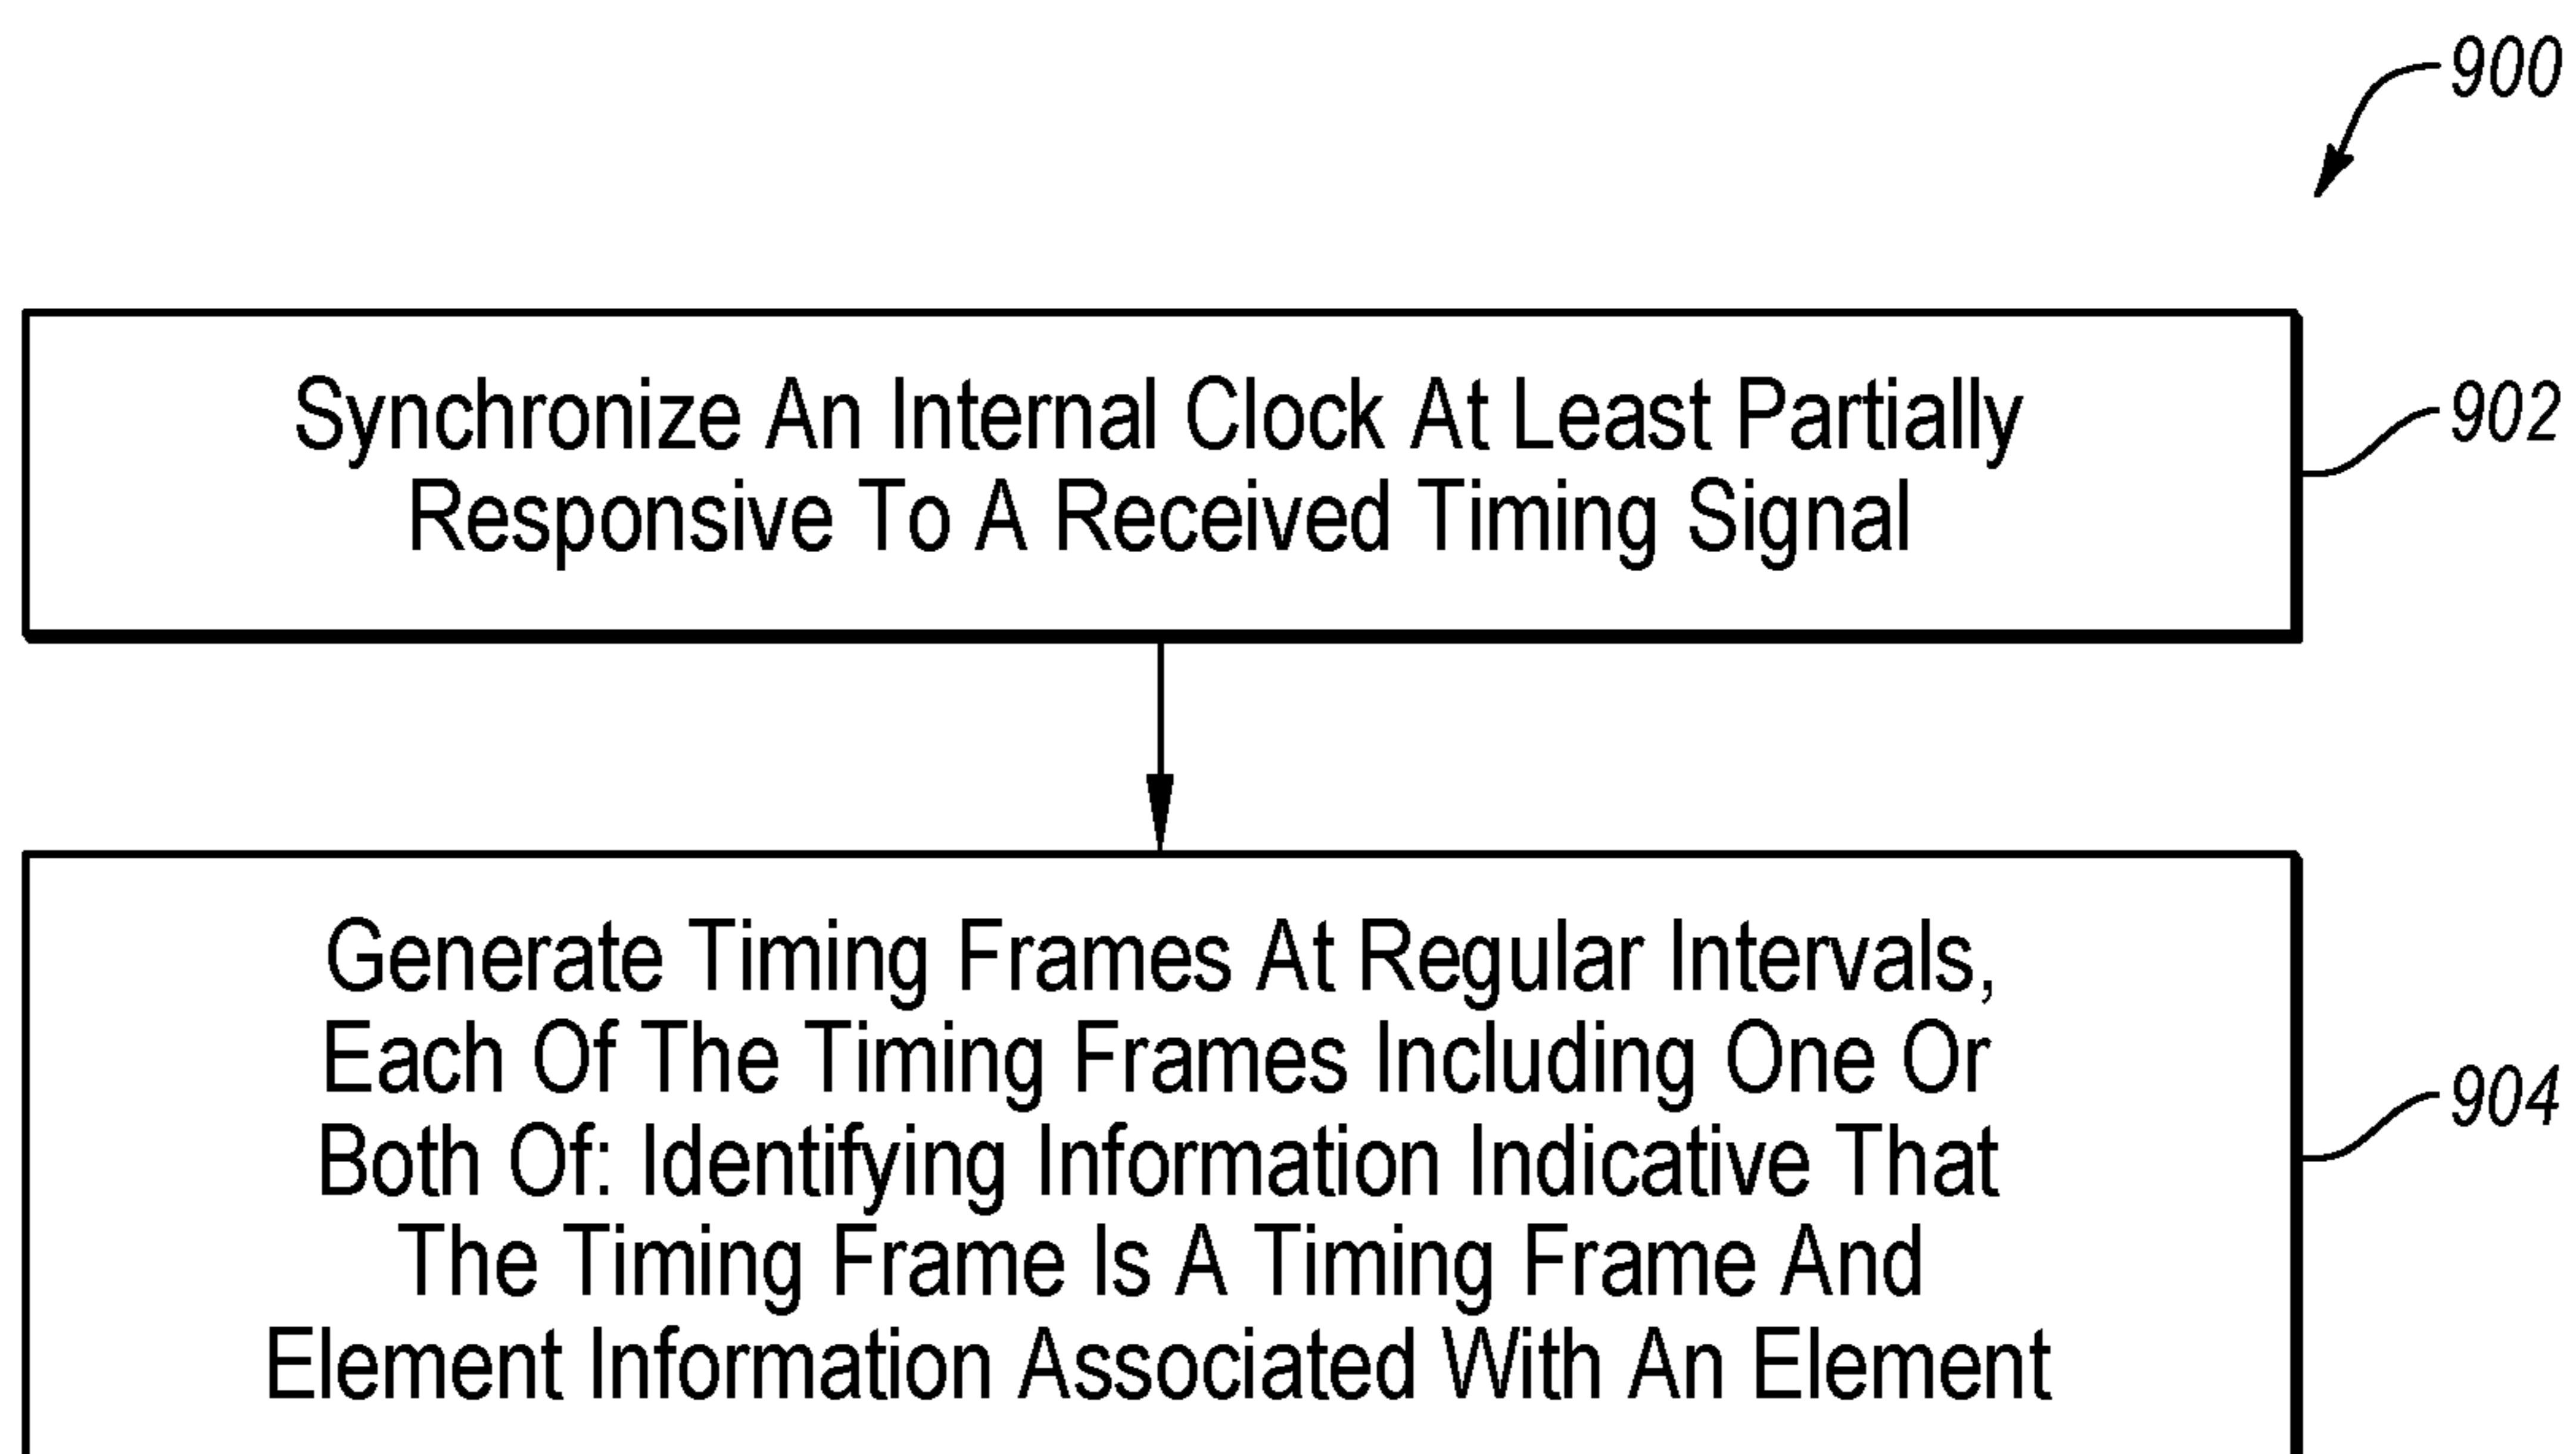 900
Synchronize An Internal Clock At Least Partially
Responsive To A Received Timing Signal
902
Generate Timing Frames At Regular Intervals,
Each Of The Timing Frames Including One Or
Both Of: Identifying Information Indicative That
The Timing Frame Is A Timing Frame And
Element Information Associated With An Element
904